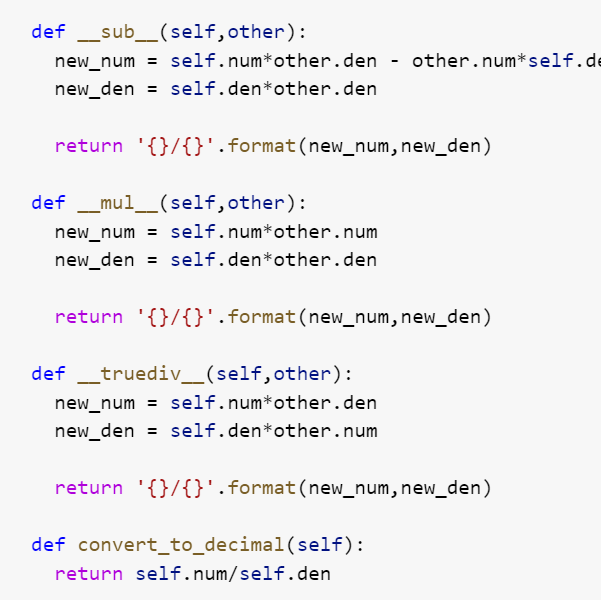 def __sub__(self,other):
new_num = self.num*other.den - other.num*self.de
new_den = self.den*other.den
return '{}/{}'.format(new_num,new_den)
def __mul__(self,other):
new_num = self.num*other.num
new_den = self.den*other.den
return '{}/{}'.format(new_num,new_den)
def __truediv__(self,other):
new_num = self.num*other.den
new_den = self.den*other.num
return '{}/{}'.format(new_num,new_den)
def convert_to_decimal(self):
return self.num/self.den